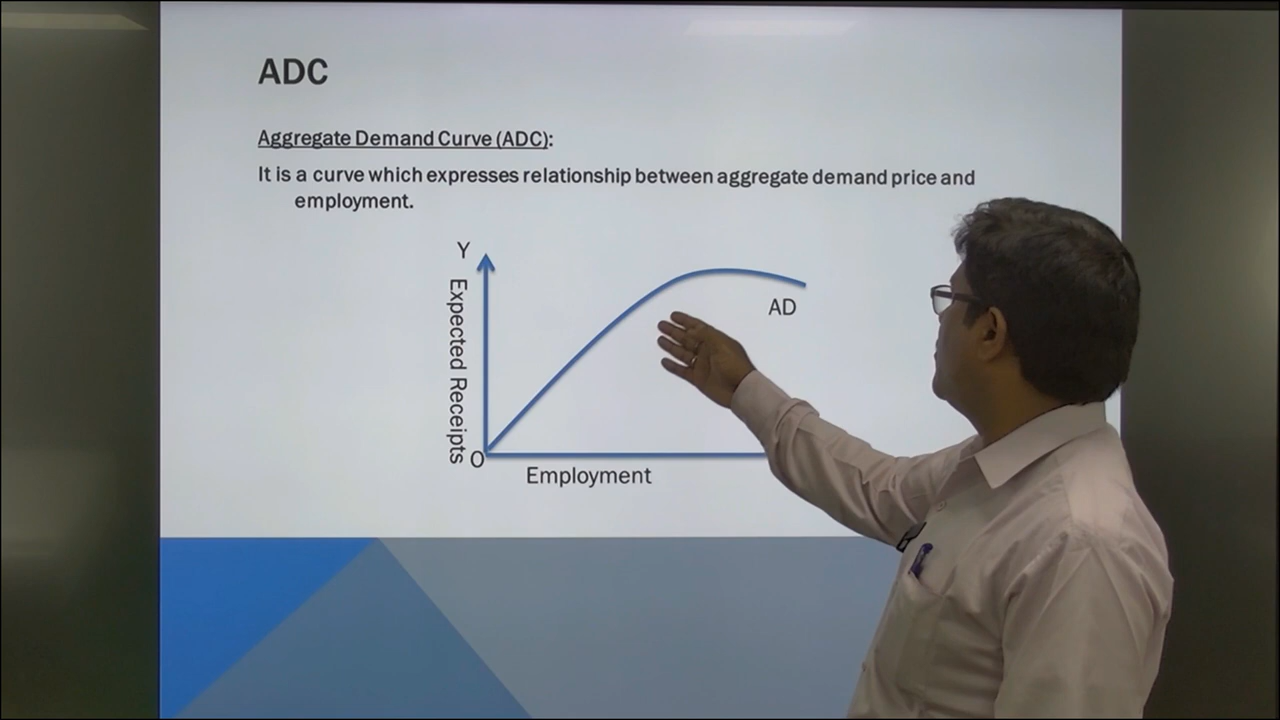 ADC
Aggregate Demand Curve (ADC):
It is a curve which expresses relationship between aggregate demand price and
employment.
Y
Expected Receipts
AD
O
Employment